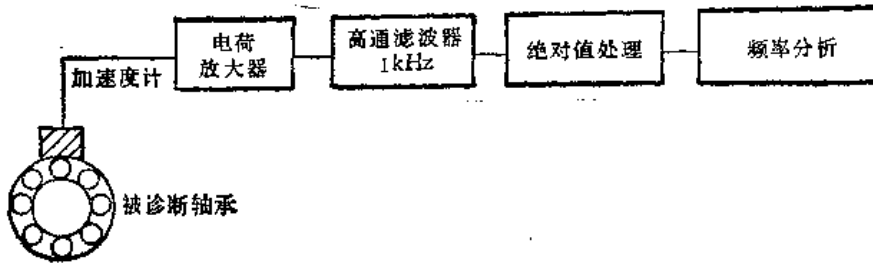 电荷
放大器
高通滤波器
1kHz
绝对值处理
频率分析
加速度计
被诊断轴承